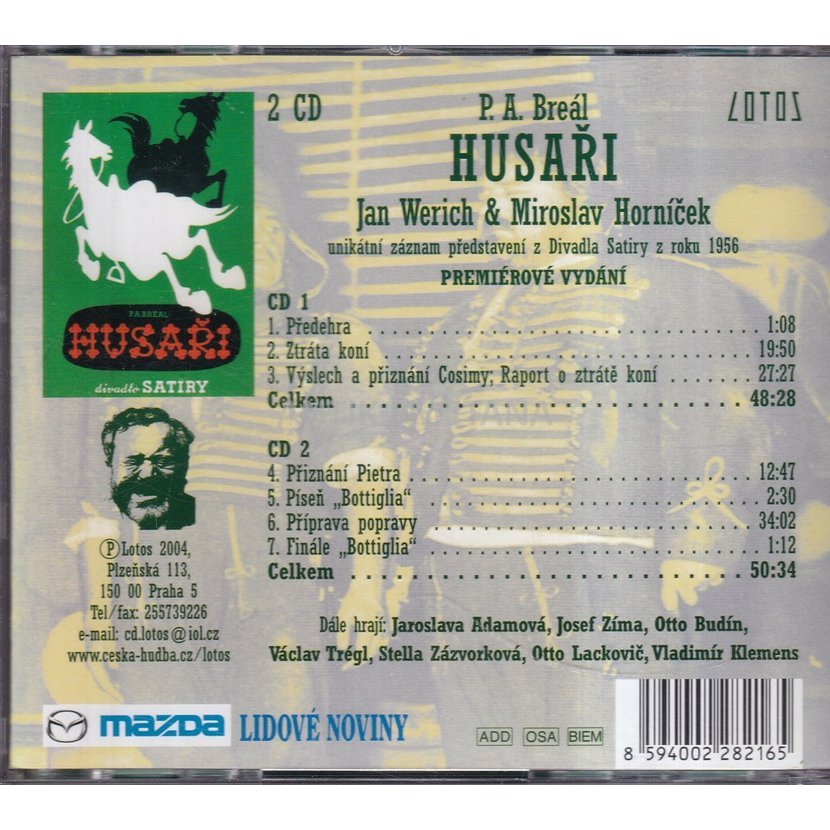 2 CD
P. A. Breál
LOTOS
HUSAŘI
Jan Werich & Miroslav Horníček
unikátní záznam představení z Divadla Satiry z roku 1956
PREMIÉROVÉ VYDÁNÍ
P.A.BRÉAL
HUSAŘI
divadlo SATIRY
CD 1
1. Předehra 1:08
2. Ztráta koní 19:50
3. Výslech a přiznání Cosimy; Raport o ztrátě koní 27:27
Celkem 48:28
CD 2
4. Přiznání Pietra 12:47
5. Píseň „Bottiglia“ 2:30
6. Příprava popravy 34:02
7. Finále „Bottiglia“ 1:12
Celkem 50:34
Ⓟ Lotos 2004,
Plzeňská 113,
150 00 Praha 5
Tel/fax: 255739226
e-mail: cd.lotos@iol.cz
www.ceska-hudba.cz/lotos
Dále hrají: Jaroslava Adamová, Josef Zíma, Otto Budín,
Václav Trégl, Stella Zázvorková, Otto Lackovič, Vladimír Klemens
mazda
LIDOVÉ NOVINY
ADD OSA BIEM
8 594002 282165